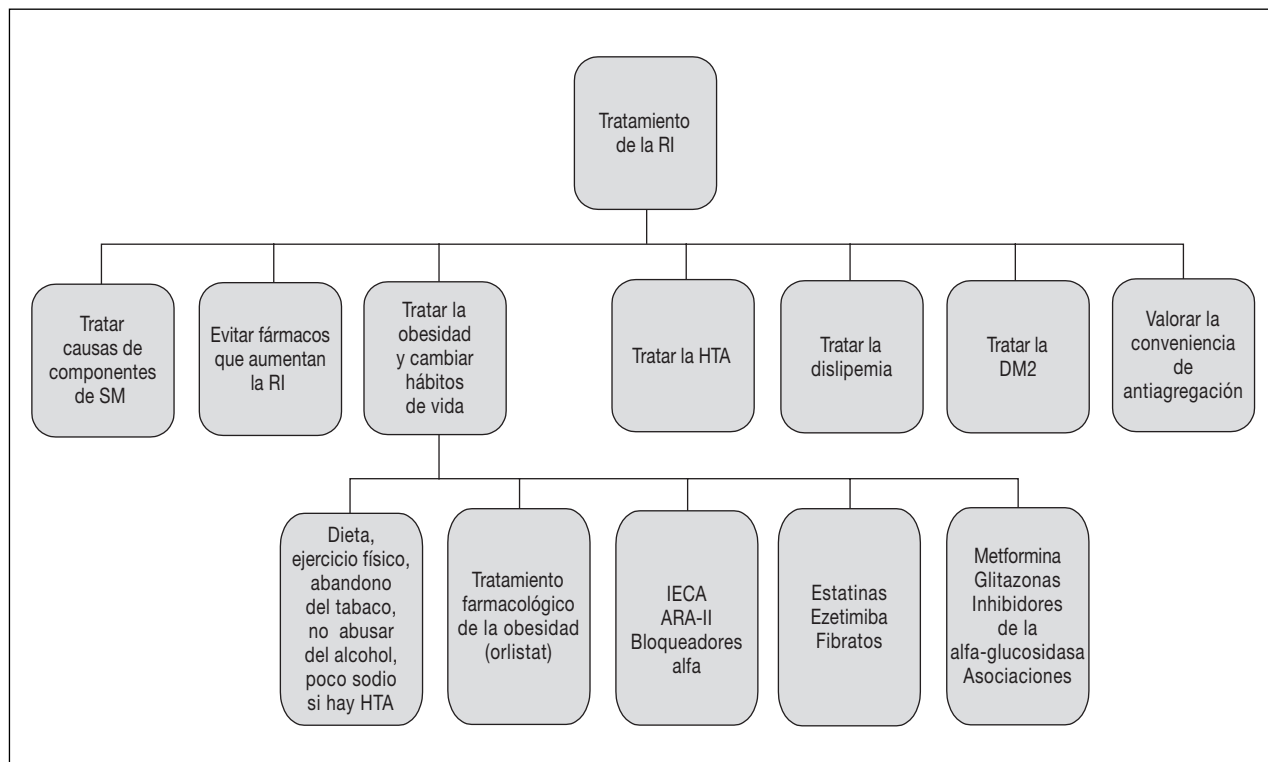 Tratamiento
de la RI
Tratar
causas de
componentes
de SM
Evitar fármacos
que aumentan
la RI
Tratar la
obesidad
y cambiar
hábitos
de vida
Tratar la HTA
Tratar la
dislipemia
Tratar la
DM2
Valorar la
conveniencia
de
antiagregación
Dieta,
ejercicio físico,
abandono
del tabaco,
no abusar
del alcohol,
poco sodio
si hay HTA
Tratamiento
farmacológico
de la obesidad
(orlistat)
IECA
ARA-II
Bloqueadores
alfa
Estatinas
Ezetimiba
Fibratos
Metformina
Glitazonas
Inhibidores
de la
alfa-glucosidasa
Asociaciones